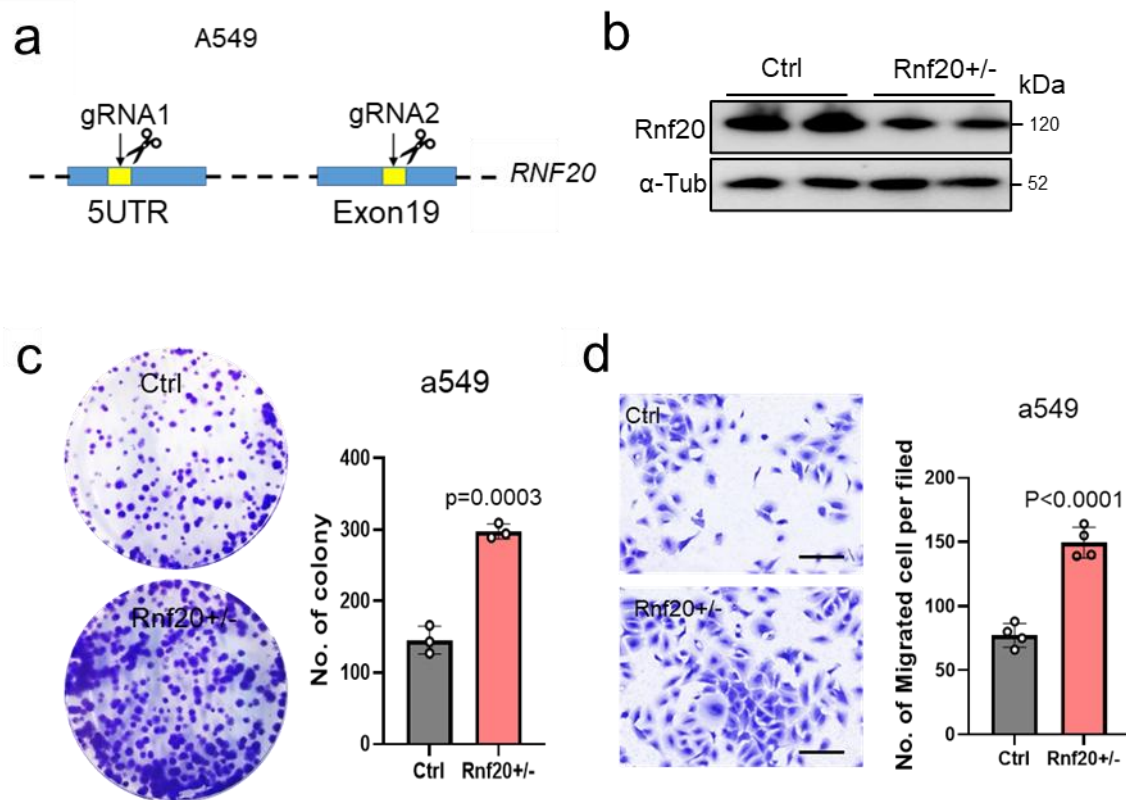 a
A549
gRNA1
gRNA2
RNF20
5UTR
Exon19
b
Ctrl
Rnf20+/-
kDa
Rnf20
120
α-Tub
52
c
Ctrl
Rnf20+/-
a549
No. of colony
400
300
200
100
0
p=0.0003
Ctrl
Rnf20+/-
d
Ctrl
Rnf20+/-
a549
No. of Migrated cell per filed
200
150
100
50
0
P<0.0001
Ctrl
Rnf20+/-